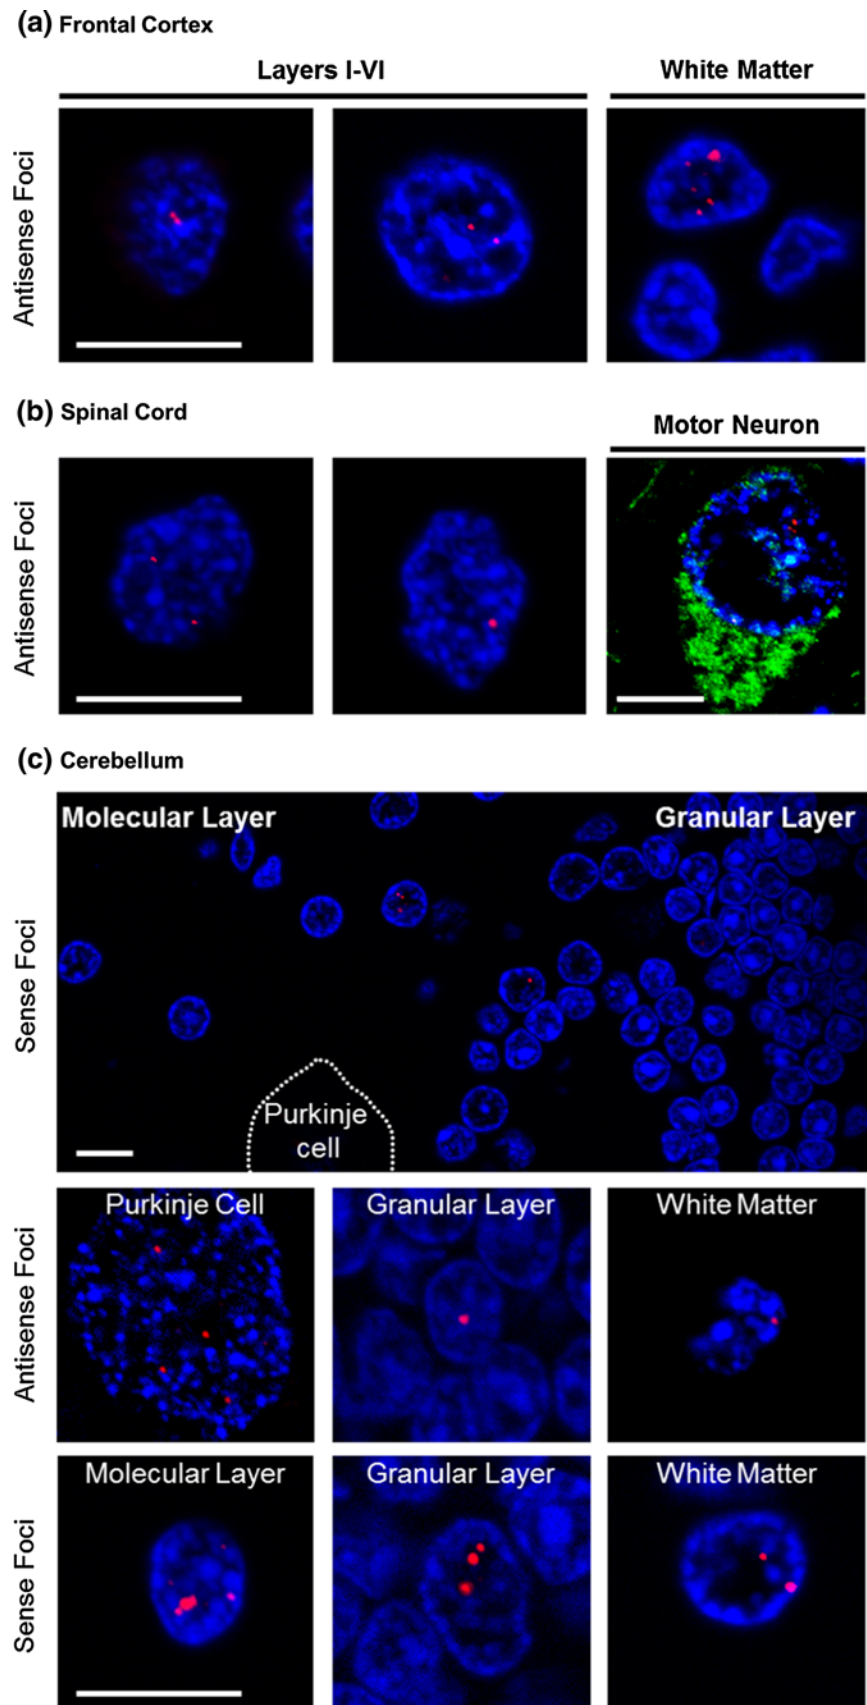 (a) Frontal Cortex
Layers I-VI
White Matter
Antisense Foci
(b) Spinal Cord
Motor Neuron
Antisense Foci
(c) Cerebellum
Molecular Layer
Granular Layer
Sense Foci
Purkinje
cell
Antisense Foci
Purkinje Cell
Granular Layer
White Matter
Sense Foci
Molecular Layer
Granular Layer
White Matter